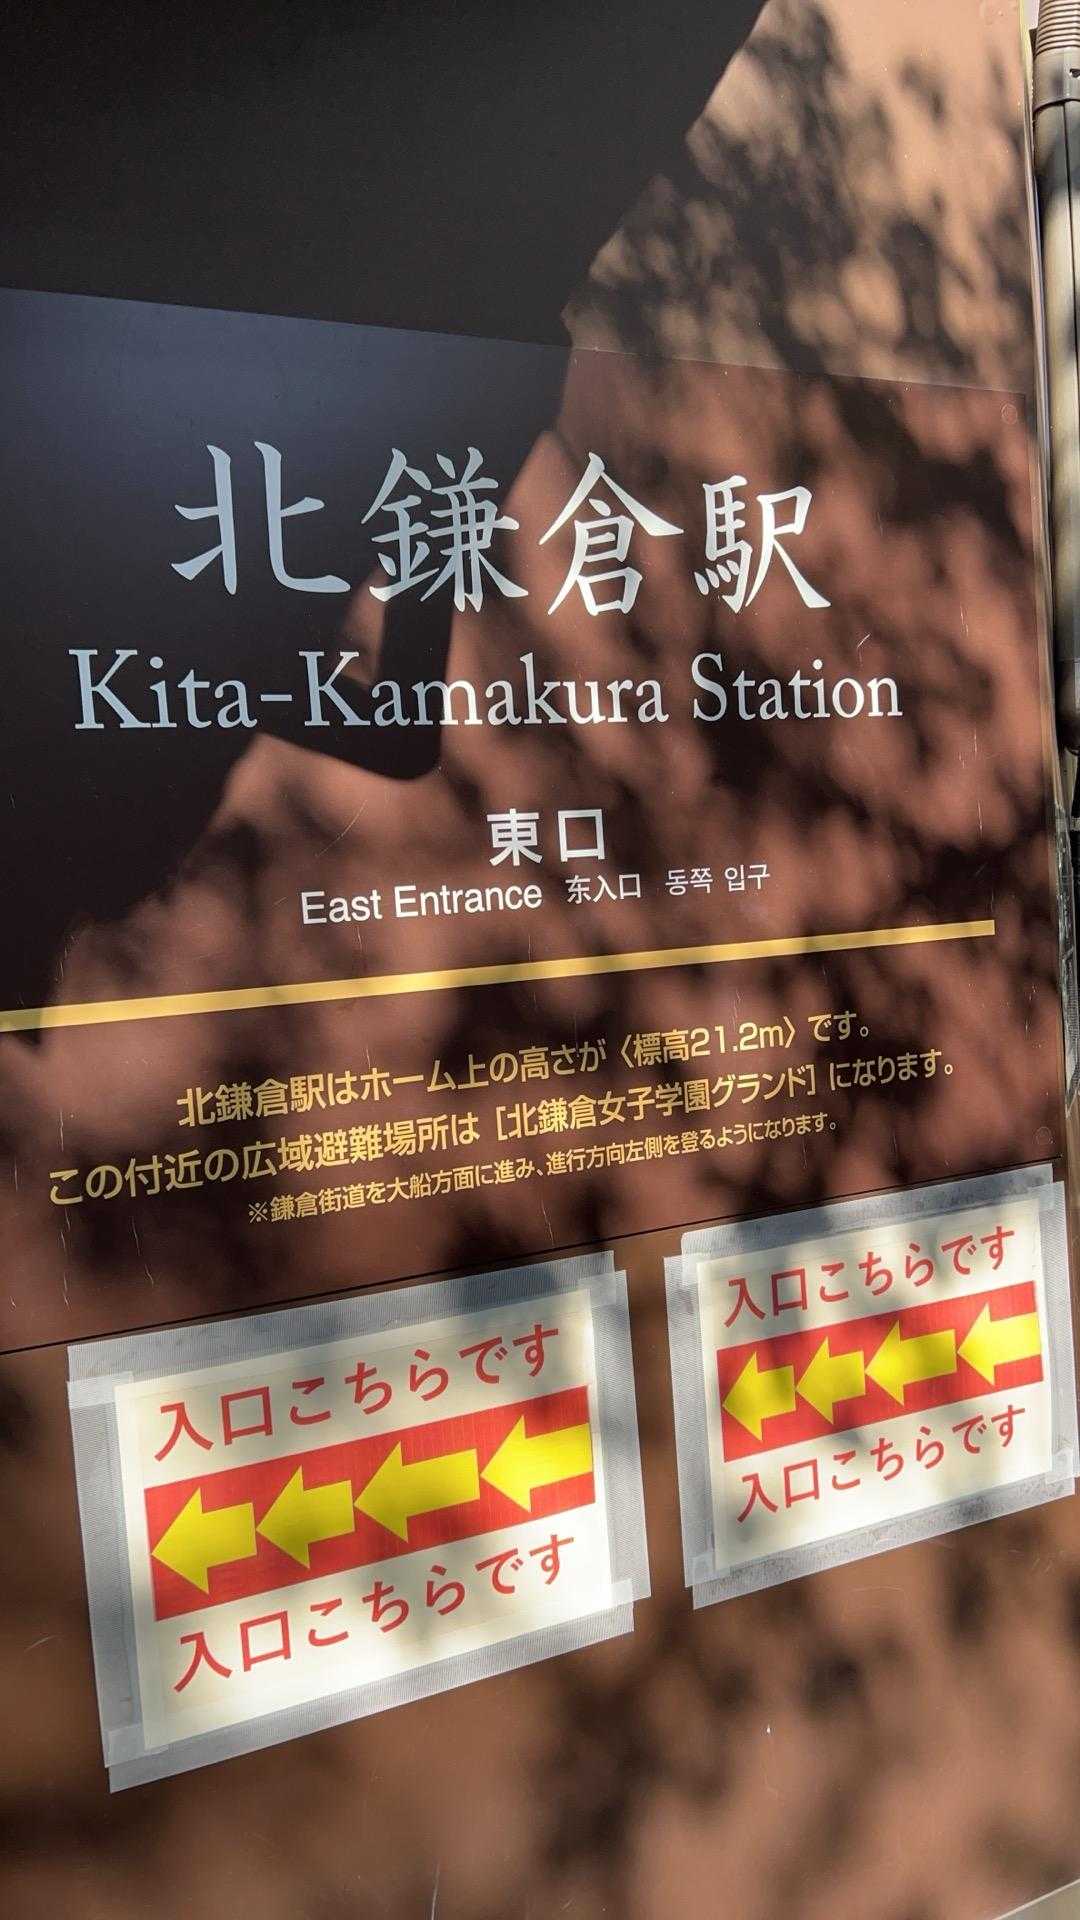 北鎌倉駅
Kita-Kamakura Station
東口
East Entrance 东入口 동쪽 입구
北鎌倉駅はホーム上の高さが〈標高21.2m〉です。
この付近の広域避難場所は［北鎌倉女子学園グランド］になります。
※鎌倉街道を大船方面に進み、進行方向左側を登るようになります。
入口こちらです
入口こちらです
入口こちらです
入口こちらです